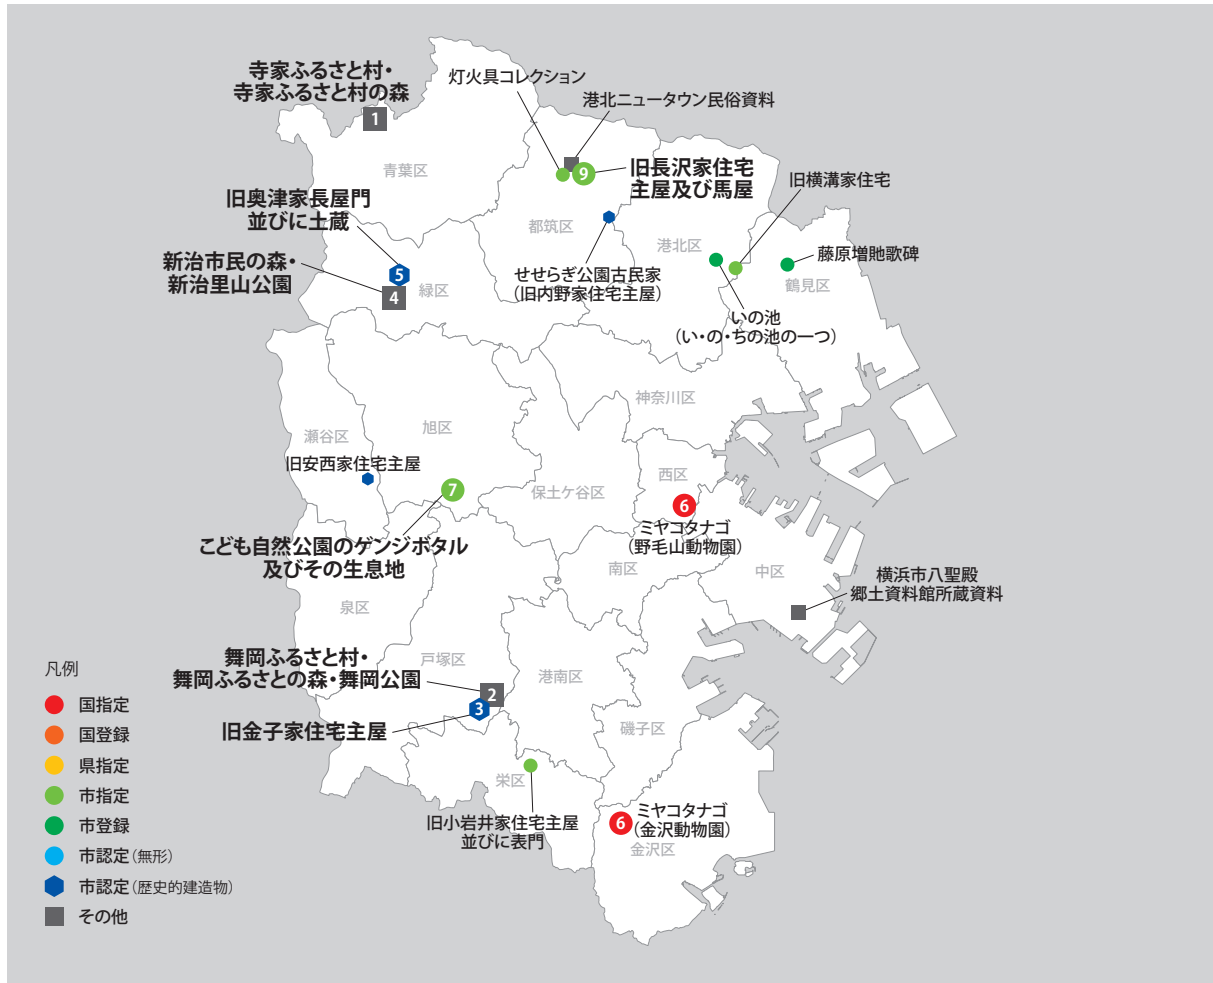 寺家ふるさと村・
寺家ふるさと村の森
1
灯火具コレクション
港北ニュータウン民俗資料
青葉区
9
旧長沢家住宅
主屋及び馬屋
旧横溝家住宅
旧奥津家長屋門
並びに土蔵
都筑区
港北区
藤原増貤歌碑
新治市民の森・
新治里山公園
5
4
緑区
せせらぎ公園古民家
(旧内野家住宅主屋)
鶴見区
いの池
(い・の・ちの池の一つ)
神奈川区
瀬谷区
旭区
旧安西家住宅主屋
7
保土ケ谷区
西区
6
ミヤコタナゴ
(野毛山動物園)
こども自然公園のゲンジボタル
及びその生息地
南区
中区
横浜市八聖殿
郷土資料館所蔵資料
泉区
舞岡ふるさと村・
舞岡ふるさとの森・舞岡公園
戸塚区
2
3
港南区
旧金子家住宅主屋
磯子区
栄区
旧小岩井家住宅主屋
並びに表門
6
ミヤコタナゴ
(金沢動物園)
金沢区
凡例
国指定
国登録
県指定
市指定
市登録
市認定(無形)
市認定(歴史的建造物)
その他